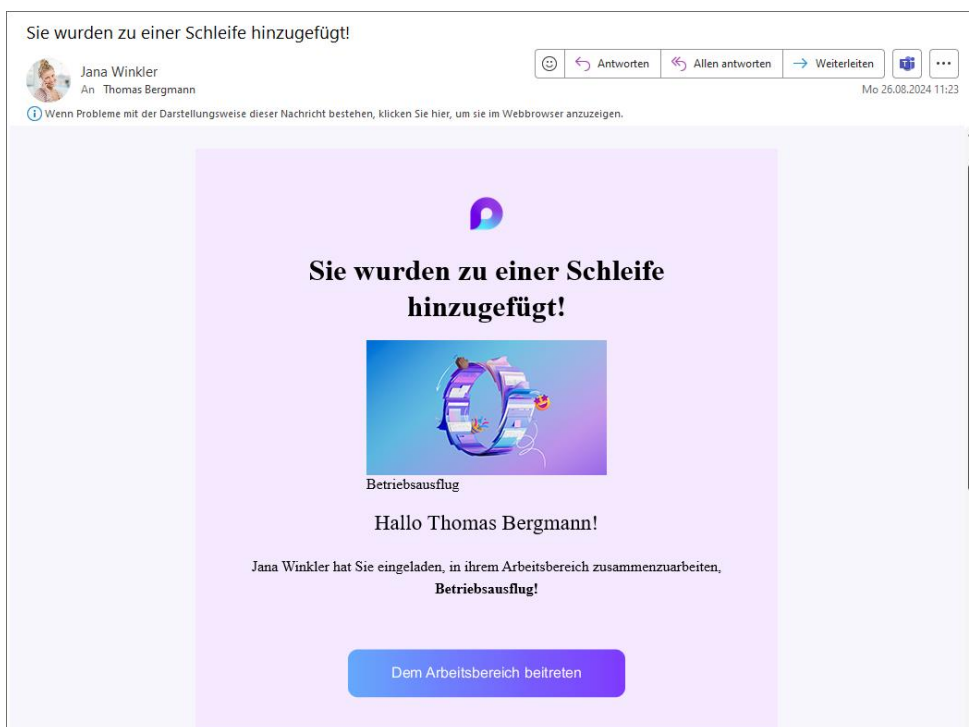 Sie wurden zu einer Schleife hinzugefügt!
Jana Winkler
An Thomas Bergmann
Antworten
Allen antworten
Weiterleiten
Mo 26.08.2024 11:23
Wenn Probleme mit der Darstellungsweise dieser Nachricht bestehen, klicken Sie hier, um sie im Webbrowser anzuzeigen.
Sie wurden zu einer Schleife
hinzugefügt!
Betriebsausflug
Hallo Thomas Bergmann!
Jana Winkler hat Sie eingeladen, in ihrem Arbeitsbereich zusammenzuarbeiten,
Betriebsausflug!
Dem Arbeitsbereich beitreten